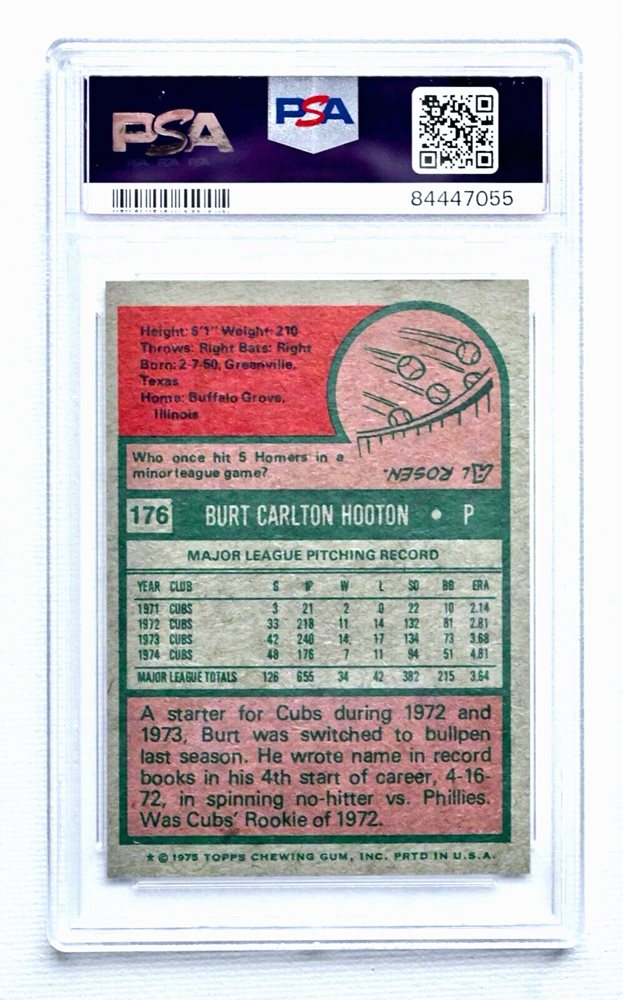 PSA
PSA
PSA PSA PSA
84447055
Height: 6'1" Weight: 210
Throws: Right Bats: Right
Born: 2-7-50, Greenville,
Texas
Home: Buffalo Grove,
Illinois
Who once hit 5 Homers in a
minor league game?
AL ROSEN.
176 BURT CARLTON HOOTON • P
MAJOR LEAGUE PITCHING RECORD
YEAR CLUB G IP W L SO BB ERA
1971 CUBS 3 21 2 0 22 10 2.14
1972 CUBS 33 218 11 14 132 81 2.81
1973 CUBS 42 240 14 17 134 73 3.68
1974 CUBS 48 176 7 11 94 51 4.81
MAJOR LEAGUE TOTALS 126 655 34 42 382 215 3.64
A starter for Cubs during 1972 and
1973, Burt was switched to bullpen
last season. He wrote name in record
books in his 4th start of career, 4-16-
72, in spinning no-hitter vs. Phillies.
Was Cubs' Rookie of 1972.
* © 1975 TOPPS CHEWING GUM, INC. PRTD IN U.S.A.